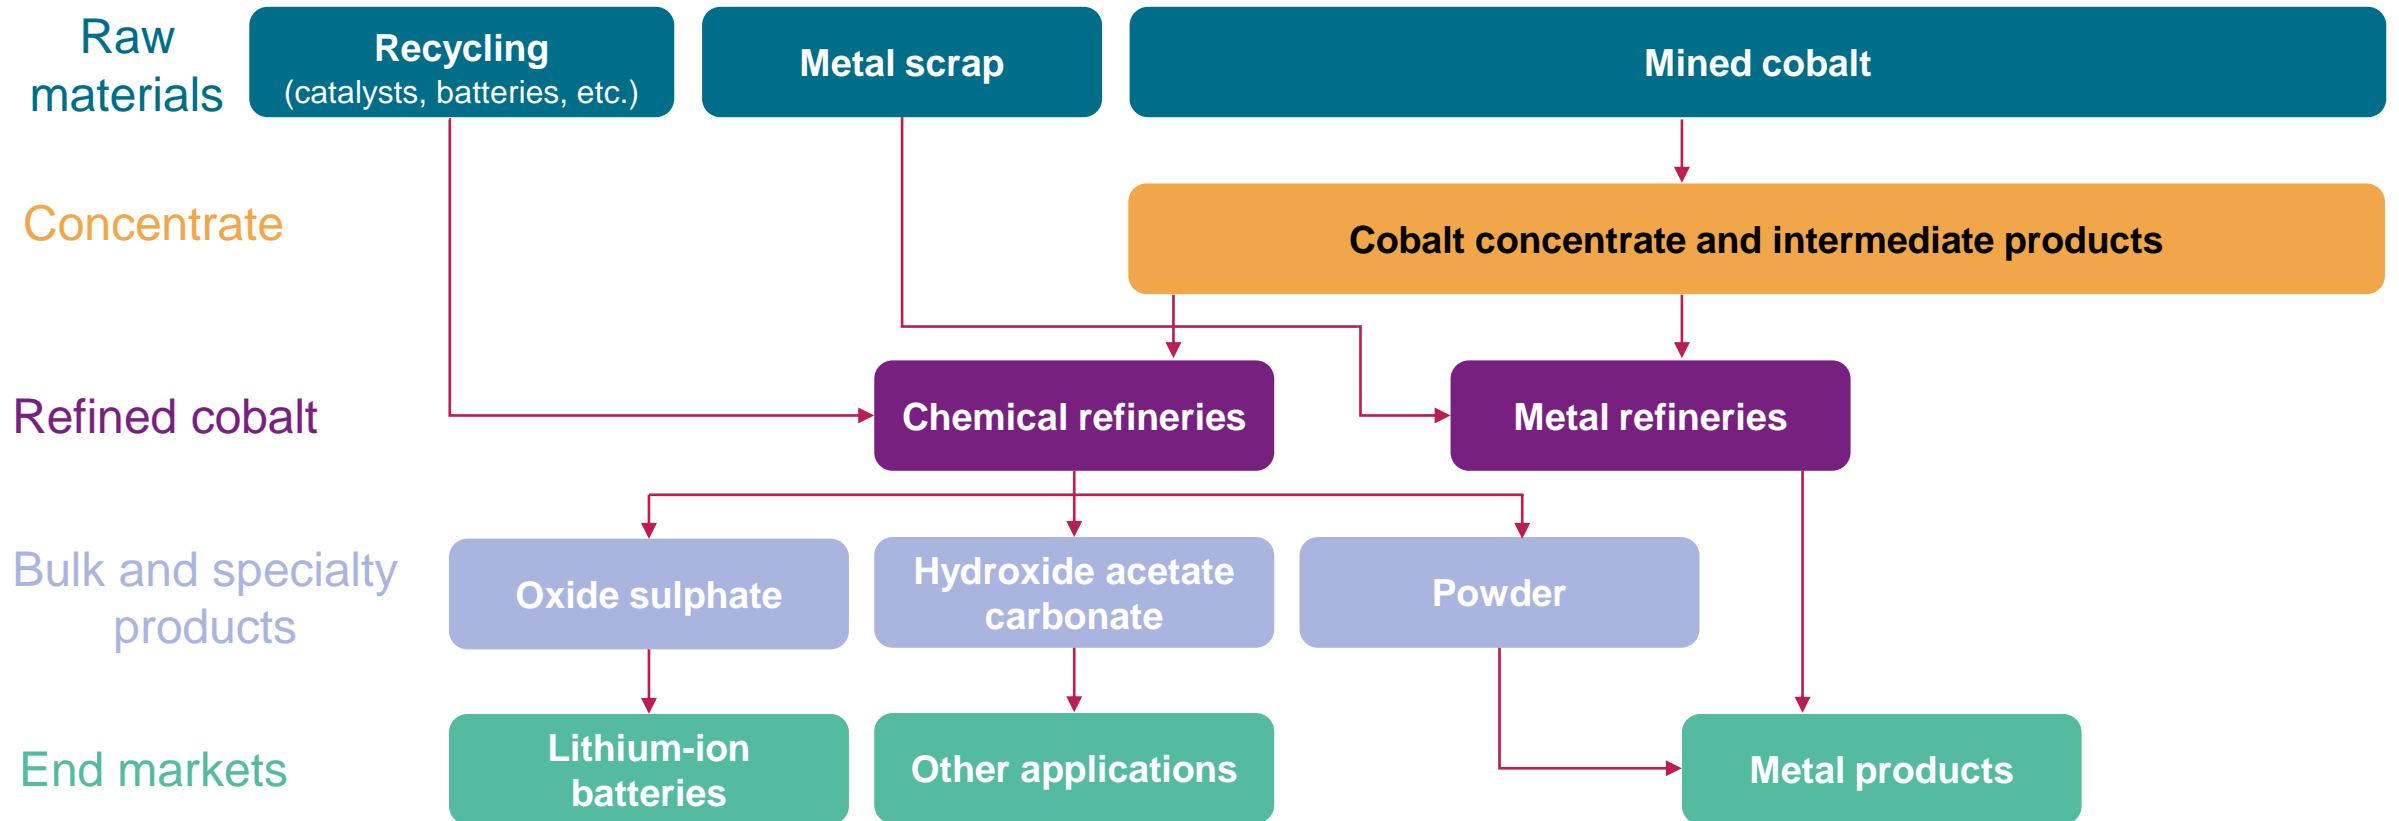 Raw
materials
Recycling
(catalysts, batteries, etc.)
Metal scrap
Mined cobalt
Concentrate
Cobalt concentrate and intermediate products
Refined cobalt
Chemical refineries
Metal refineries
Bulk and specialty
products
Oxide sulphate
Hydroxide acetate
carbonate
Powder
End markets
Lithium-ion
batteries
Other applications
Metal products